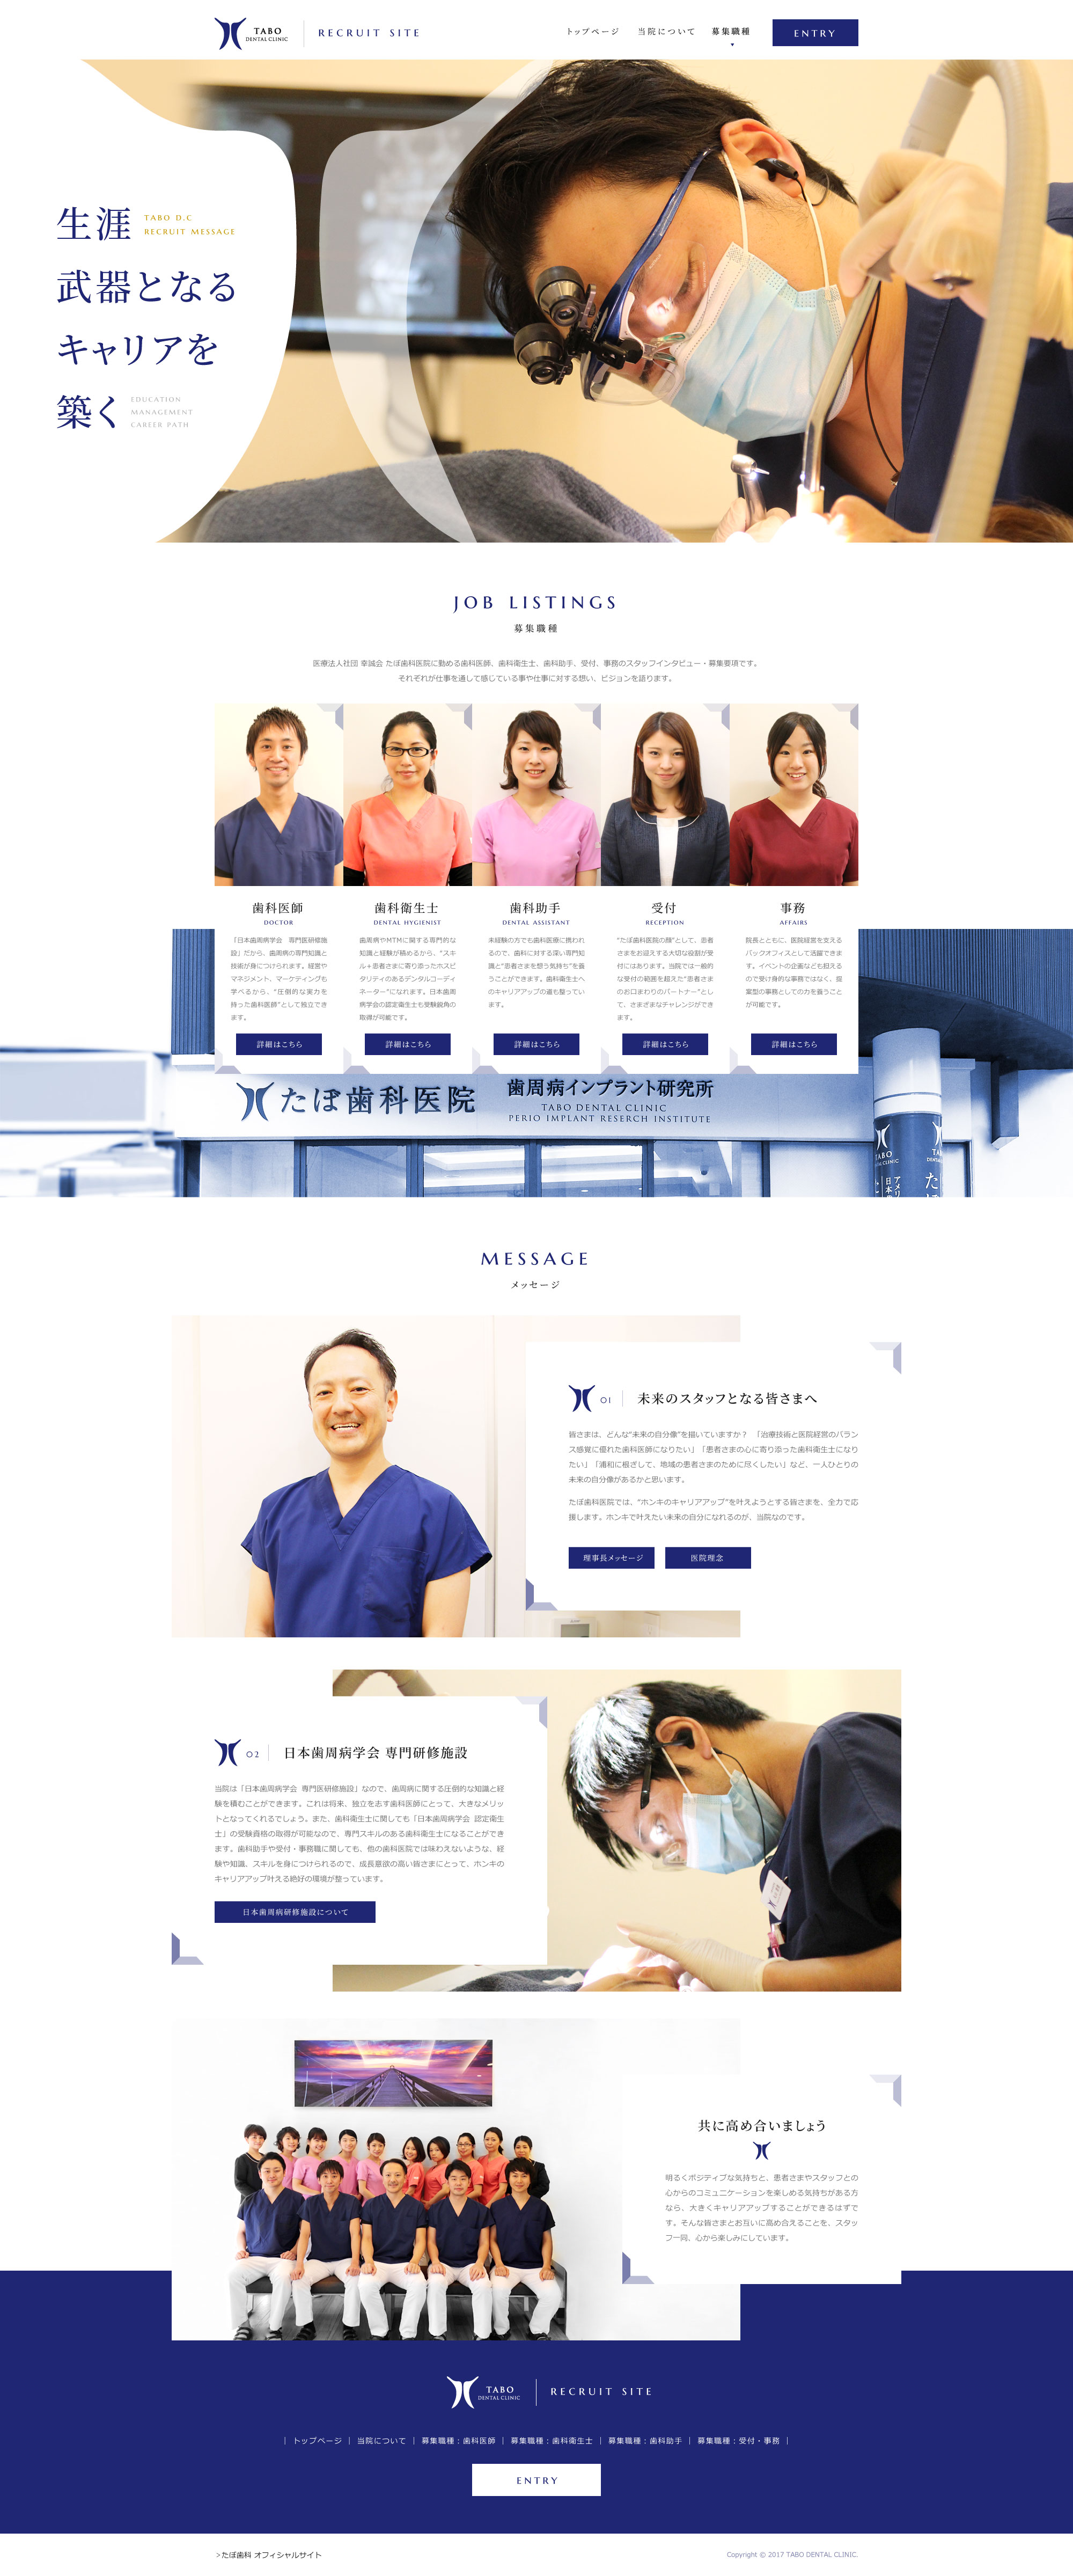 TABO
DENTAL CLINIC
RECRUIT SITE
トップページ
当院について
募集職種
ENTRY
生涯
TABO D.C
RECRUIT MESSAGE
武器となる
キャリアを
築く
EDUCATION
MANAGEMENT
CAREER PATH
JOB LISTINGS
募集職種
医療法人社団 幸誠会 たぼ歯科医院に勤める歯科医師、歯科衛生士、歯科助手、受付、事務のスタッフインタビュー・募集要項です。
それぞれが仕事を通して感じている事や仕事に対する想い、ビジョンを語ります。
歯科医師
DOCTOR
「日本歯周病学会　専門医研修施
設」だから、歯周病の専門知識と
技術が身につけられます。経営や
マネジメント、マーケティングも
学べるから、“圧倒的な実力を
持った歯科医師”として独立でき
ます。
詳細はこちら
歯科衛生士
DENTAL HYGIENIST
歯周病やMTMに関する専門的な
知識と経験が積めるから、“スキ
ル＋患者さまに寄り添ったホスピ
タリティのあるデンタルコーディ
ネーター”になれます。日本歯周
病学会の認定衛生士も受験鋭角の
取得が可能です。
詳細はこちら
歯科助手
DENTAL ASSISTANT
未経験の方でも歯科医療に携われ
るので、歯科に対する深い専門知
識と“患者さまを想う気持ち”を養
うことができます。歯科衛生士へ
のキャリアアップの道も整ってい
ます。
詳細はこちら
受付
RECEPTION
“たぼ歯科医院の顔”として、患者
さまをお迎えする大切な役割が受
付にはあります。当院では一般的
な受付の範囲を超えた“患者さま
のお口まわりのパートナー”とし
て、さまざまなチャレンジができ
ます。
詳細はこちら
事務
AFFAIRS
院長とともに、医院経営を支える
バックオフィスとして活躍できま
す。イベントの企画なども担える
ので受け身的な事務ではなく、提
案型の事務としての力を養うこと
が可能です。
詳細はこちら
たぼ歯科医院
歯周病インプラント研究所
TABO DENTAL CLINIC
PERIO IMPLANT RESERCH INSTITUTE
MESSAGE
メッセージ
01
未来のスタッフとなる皆さまへ
皆さまは、どんな“未来の自分像”を描いていますか？　「治療技術と医院経営のバラン
ス感覚に優れた歯科医師になりたい」「患者さまの心に寄り添った歯科衛生士になり
たい」「浦和に根ざして、地域の患者さまのために尽くしたい」など、一人ひとりの
未来の自分像があるかと思います。
たぼ歯科医院では、“ホンキのキャリアアップ”を叶えようとする皆さまを、全力で応
援します。ホンキで叶えたい未来の自分になれるのが、当院なのです。
理事長メッセージ
医院理念
02
日本歯周病学会 専門研修施設
当院は「日本歯周病学会 専門医研修施設」なので、歯周病に関する圧倒的な知識と経
験を積むことができます。これは将来、独立を志す歯科医師にとって、大きなメリッ
トとなってくれるでしょう。また、歯科衛生士に関しても「日本歯周病学会 認定衛生
士」の受験資格の取得が可能なので、専門スキルのある歯科衛生士になることができ
ます。歯科助手や受付・事務職に関しても、他の歯科医院では味わえないような、経
験や知識、スキルを身につけられるので、成長意欲の高い皆さまにとって、ホンキの
キャリアアップ叶える絶好の環境が整っています。
日本歯周病研修施設について
共に高め合いましょう
明るくポジティブな気持ちと、患者さまやスタッフとの
心からのコミュニケーションを楽しめる気持ちがある方
なら、大きくキャリアアップすることができるはずで
す。そんな皆さまとお互いに高め合えることを、スタッ
フ一同、心から楽しみにしています。
TABO
DENTAL CLINIC
RECRUIT SITE
｜ トップページ ｜ 当院について ｜ 募集職種：歯科医師 ｜ 募集職種：歯科衛生士 ｜ 募集職種：歯科助手 ｜ 募集職種：受付・事務 ｜
ENTRY
＞たぼ歯科 オフィシャルサイト
Copyright © 2017 TABO DENTAL CLINIC.